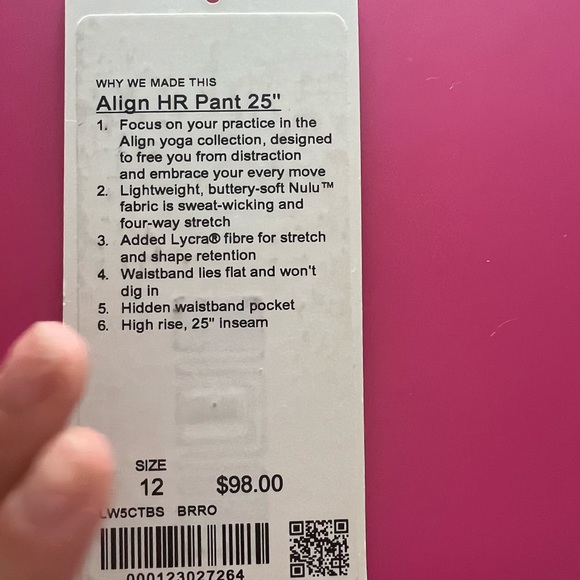 WHY WE MADE THIS
Align HR Pant 25"
1. Focus on your practice in the
Align yoga collection, designed
to free you from distraction
and embrace your every move
2. Lightweight, buttery-soft Nulu™
fabric is sweat-wicking and
four-way stretch
3. Added Lycra® fibre for stretch
and shape retention
4. Waistband lies flat and won't
dig in
5. Hidden waistband pocket
6. High rise, 25" inseam
SIZE
12 $98.00
LW5CTBS BRRO
000123027264